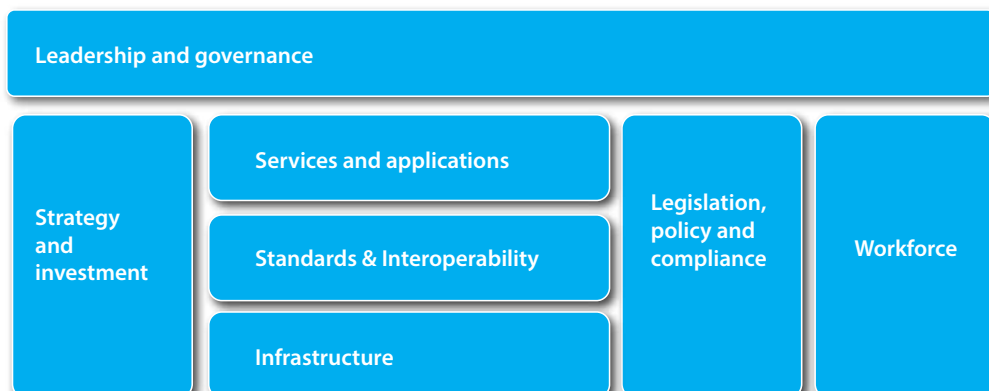 Leadership and governance
Strategy
and
investment
Services and applications
Standards & Interoperability
Infrastructure
Legislation,
policy and
compliance
Workforce